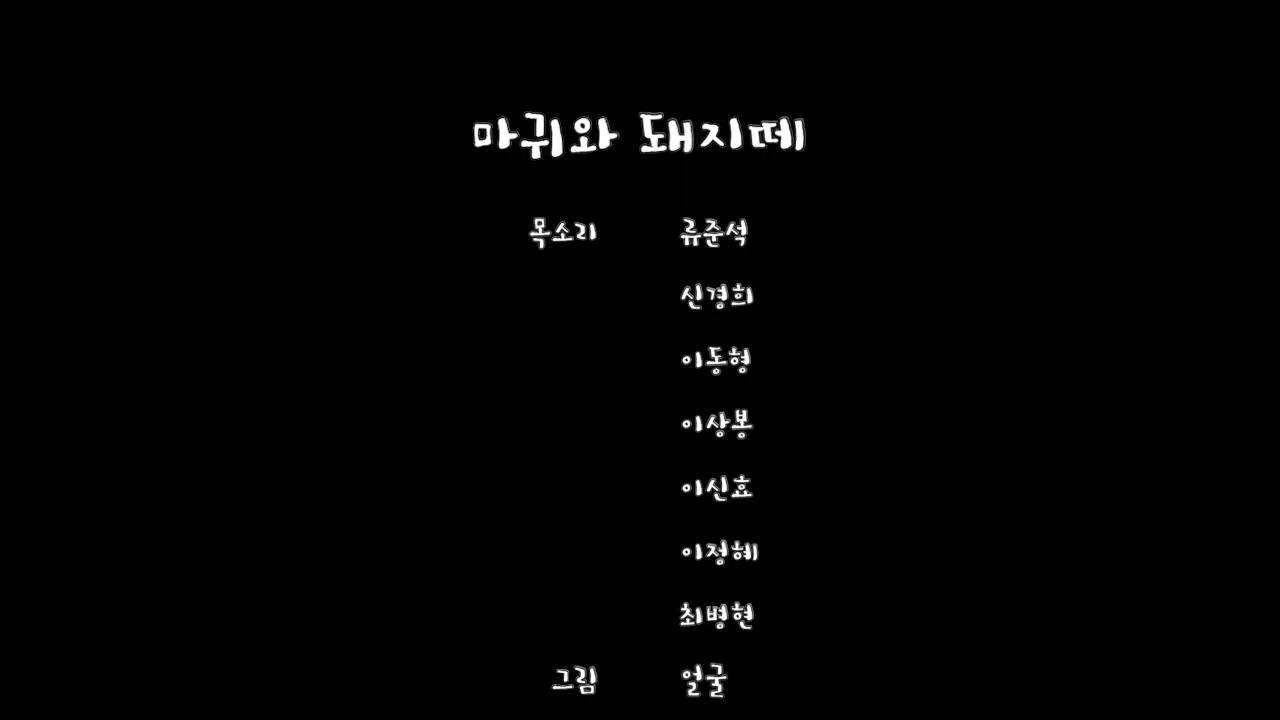 마귀와 돼지떼
목소리 류준석
신경희
이동형
이상봉
이신효
이정혜
최병현
그림 얼굴